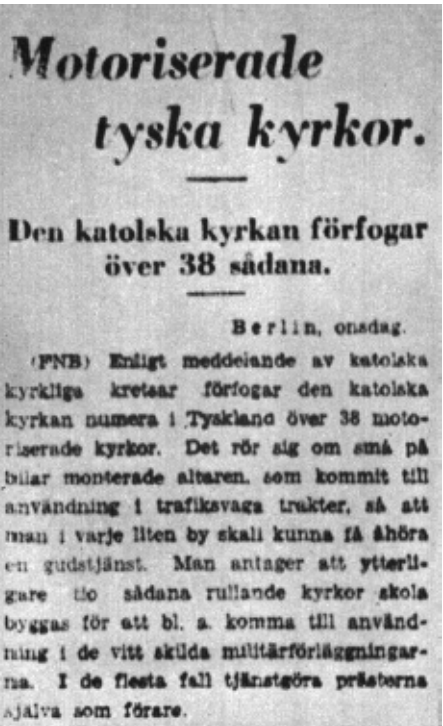 Motoriserade
tyska kyrkor.
Den katolska kyrkan förfogar
över 38 sådana.
Berlin, onsdag.
(FNB) Enligt meddelande av katolska
kyrkliga kretsar förfogar den katolska
kyrkan numera i Tyskland över 38 moto-
riserade kyrkor. Det rör sig om små på
bilar monterade altaren, som kommit till
användning i trafiksvaga trakter, så att
man i varje liten by skall kunna få åhöra
en gudstjänst. Man antager att ytterli-
gare tio sådana rullande kyrkor skola
byggas för att bl. a. komma till använd-
ning i de vitt skilda militärförläggningar-
na. I de flesta fall tjänstgöra prästerna
själva som förare.